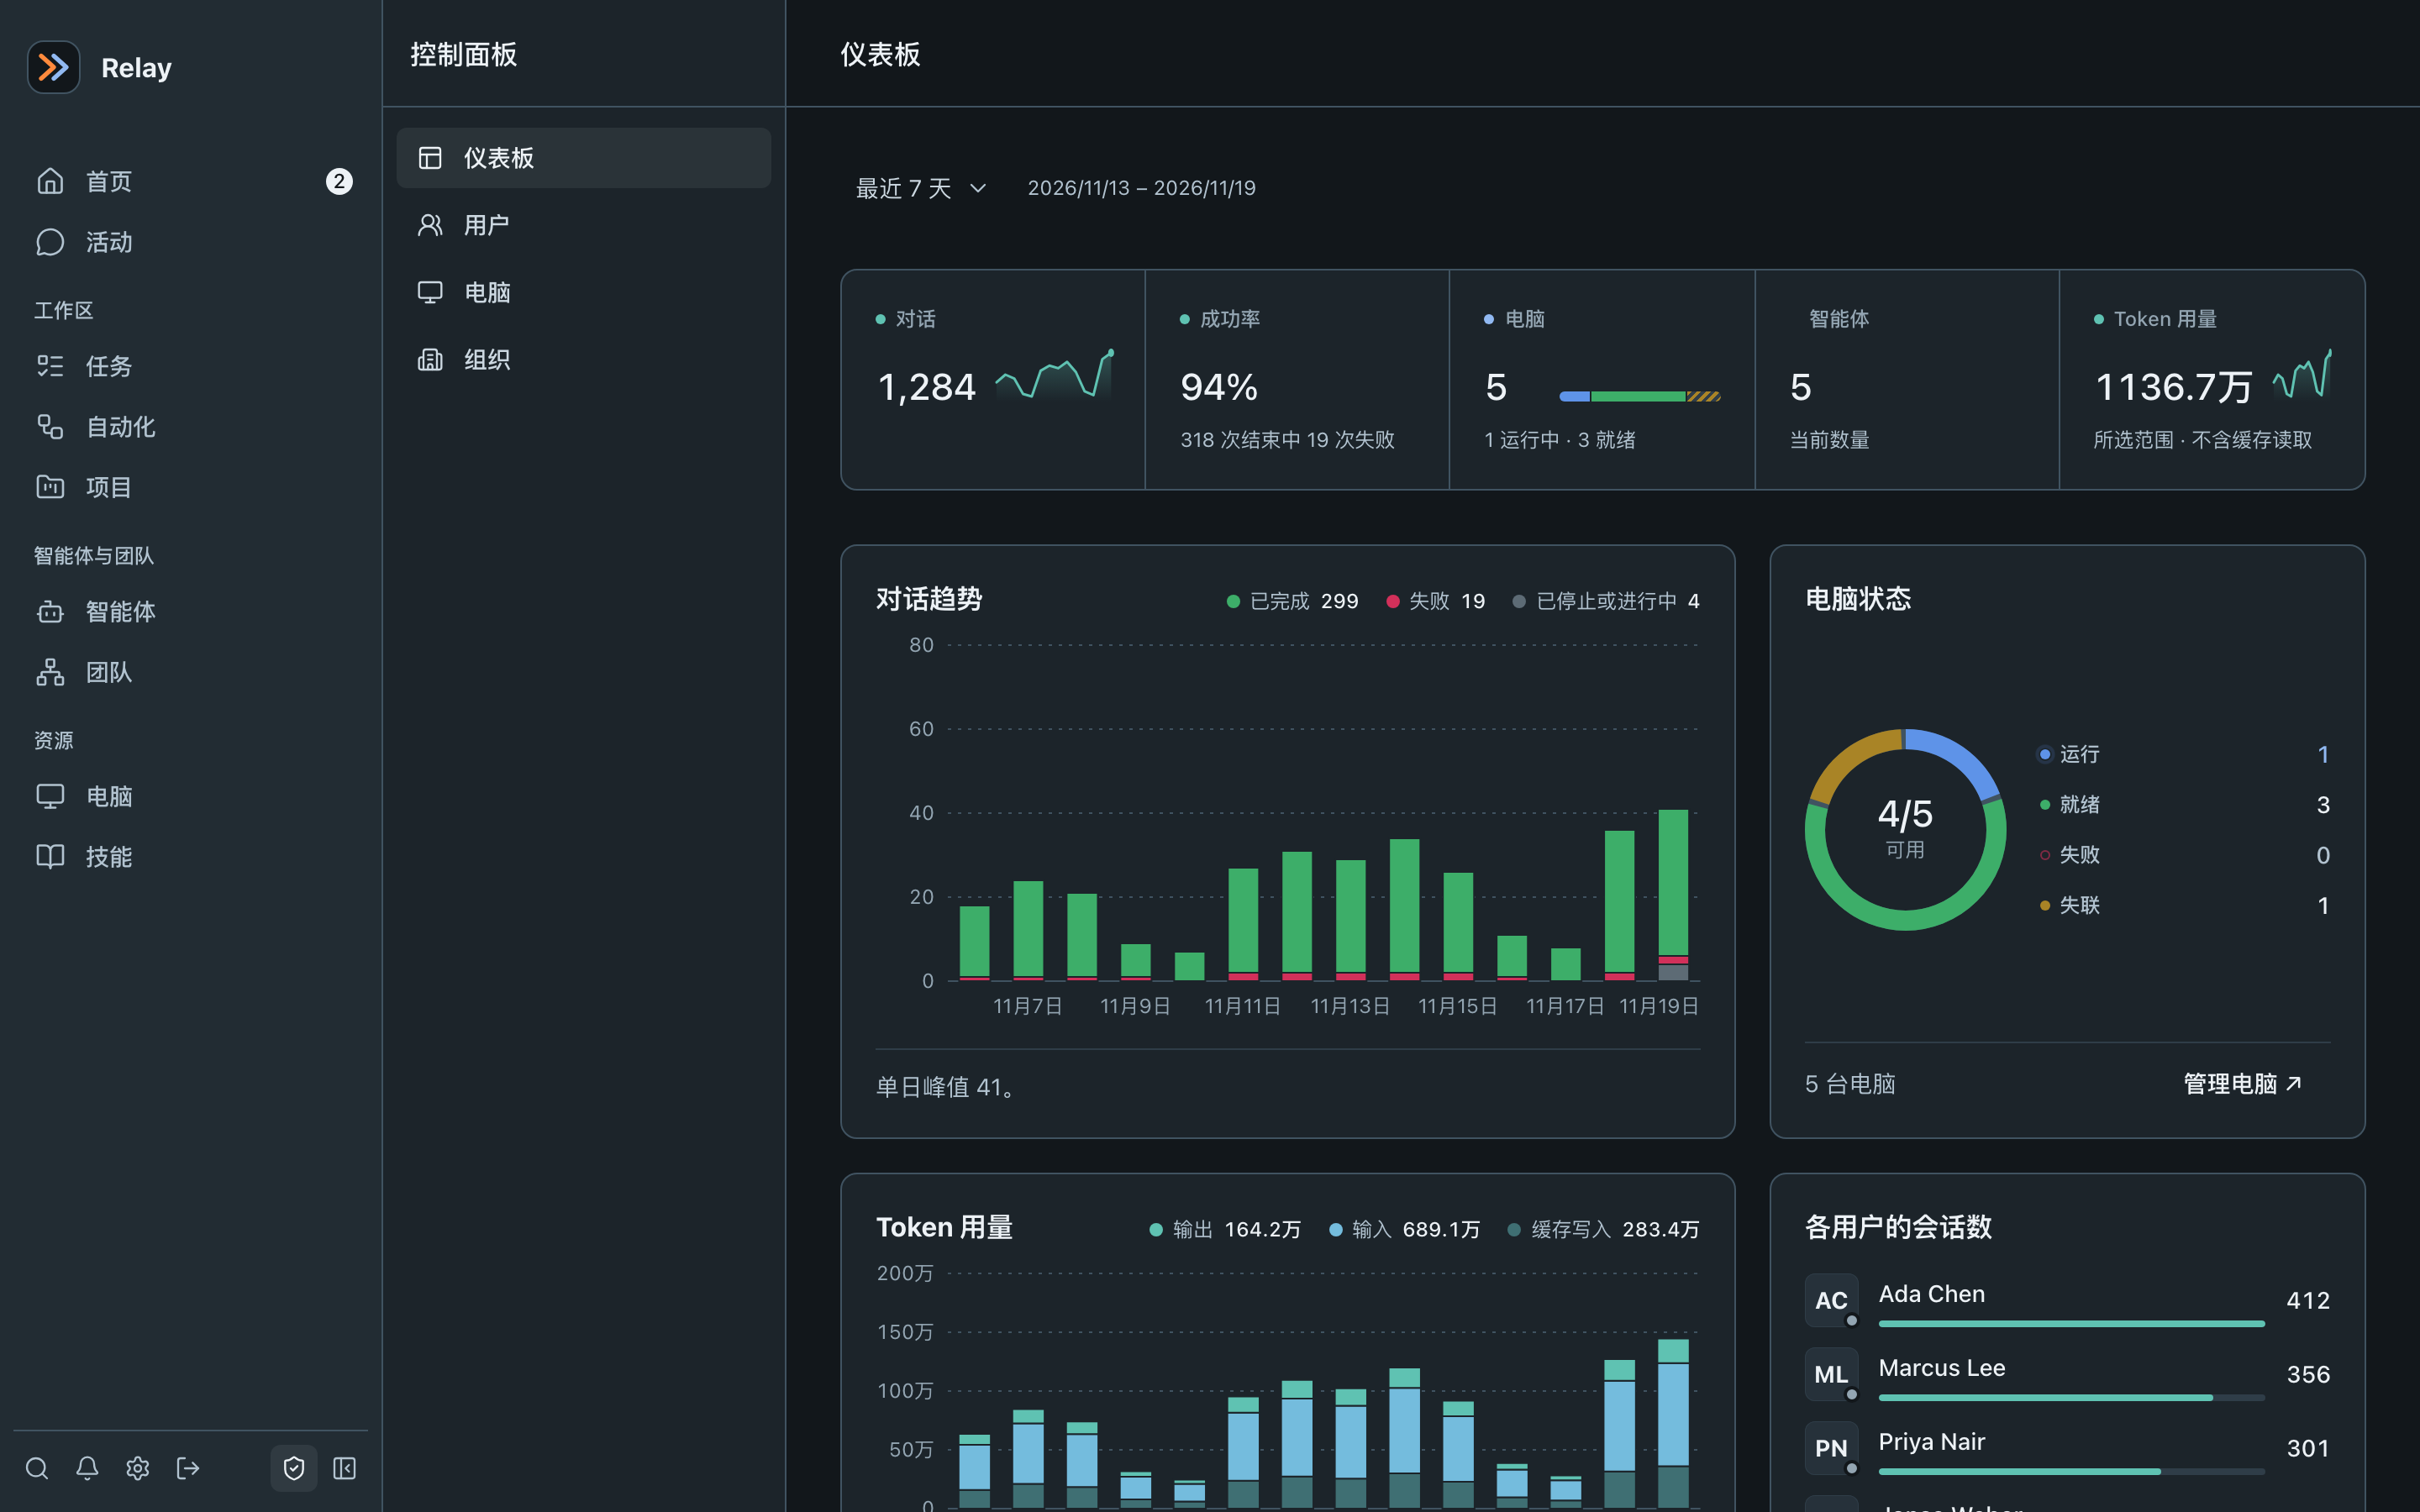 Relay
首页
2
活动
工作区
任务
自动化
项目
智能体与团队
智能体
团队
资源
电脑
技能
控制面板
仪表板
用户
电脑
组织
仪表板
最近 7 天
2026/11/13 – 2026/11/19
对话
1,284
成功率
94%
318 次结束中 19 次失败
电脑
5
1 运行中 · 3 就绪
智能体
5
当前数量
Token 用量
1136.7万
所选范围 · 不含缓存读取
对话趋势
已完成 299
失败 19
已停止或进行中 4
80
60
40
20
0
11月7日
11月9日
11月11日
11月13日
11月15日
11月17日
11月19日
单日峰值 41。
电脑状态
4/5
可用
运行 1
就绪 3
失败 0
失联 1
5 台电脑
管理电脑
Token 用量
输出 164.2万
输入 689.1万
缓存写入 283.4万
200万
150万
100万
50万
0
各用户的会话数
AC
Ada Chen
412
ML
Marcus Lee
356
PN
Priya Nair
301